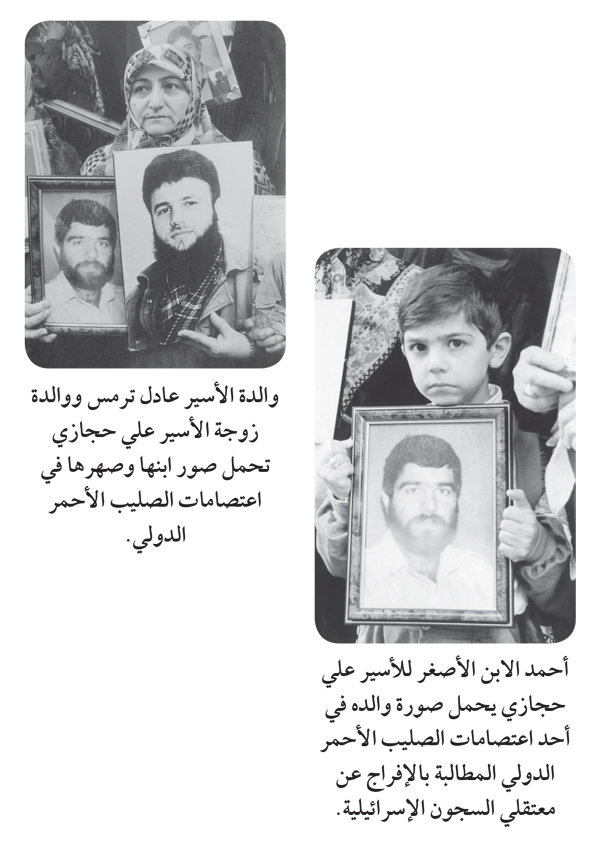 والدة الأسير عادل ترمس ووالدة
زوجة الأسير علي حجازي
تحمل صور ابنها وصهرها في
اعتصامات الصليب الأحمر
الدولي.
أحمد الابن الأصغر للأسير علي
حجازي يحمل صورة والده في
أحد اعتصامات الصليب الأحمر
الدولي المطالبة بالإفراج عن
معتقلي السجون الإسرائيلية.